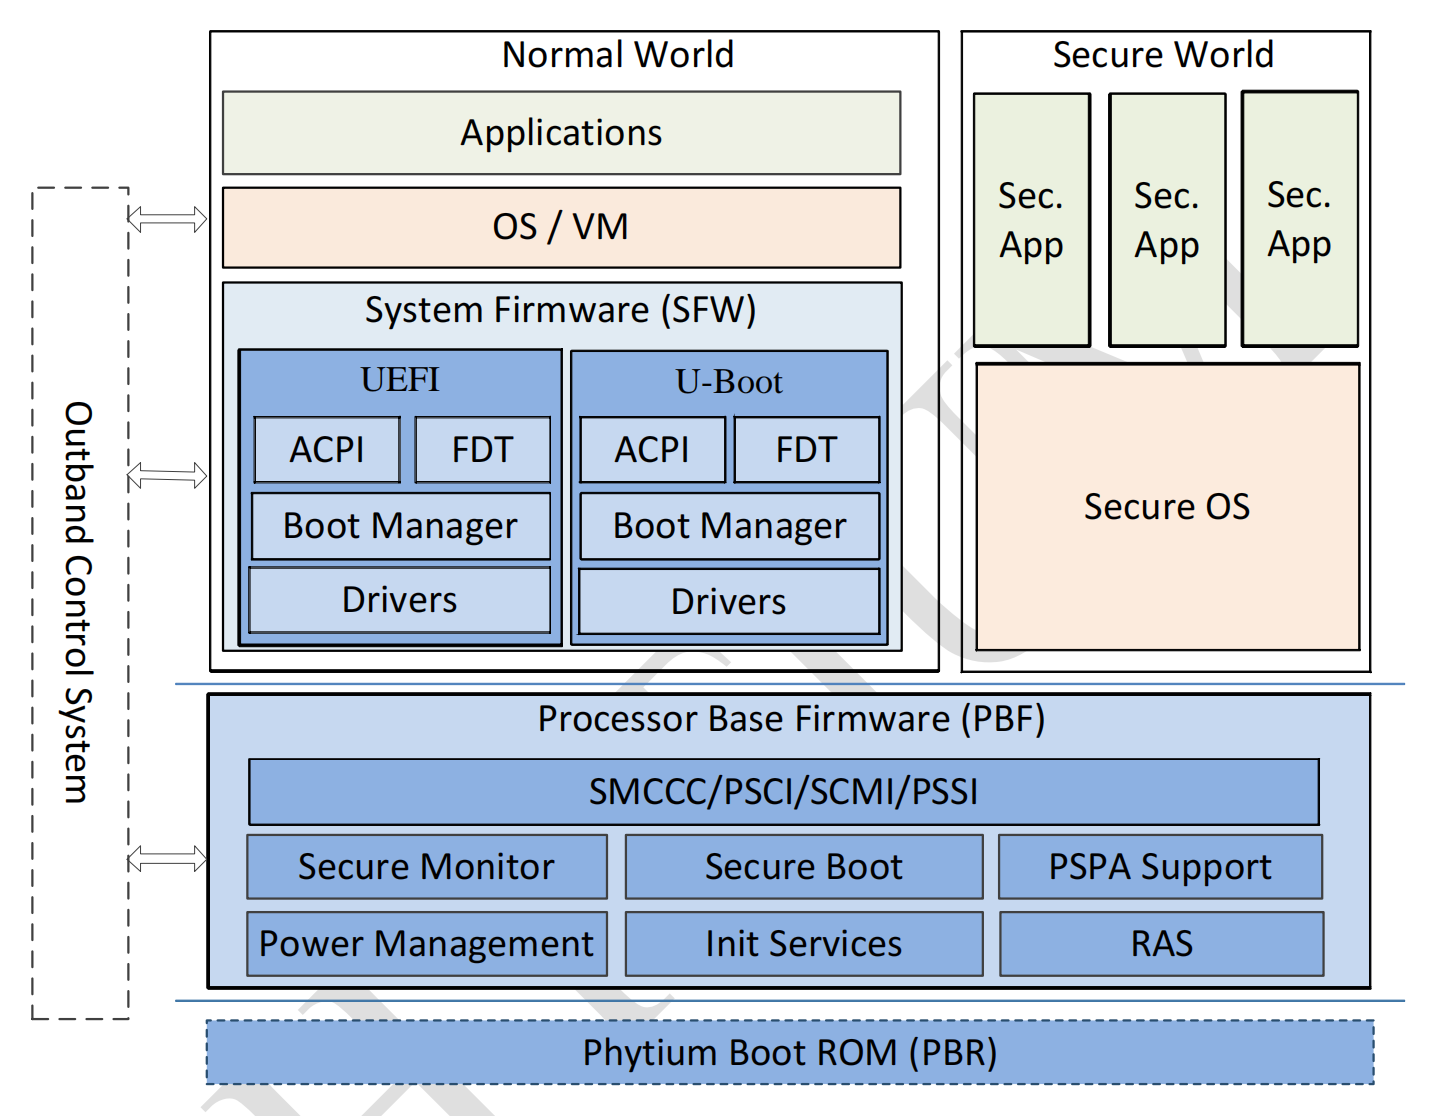 Normal World
Applications
OS / VM
System Firmware (SFW)
UEFI
ACPI
FDT
Boot Manager
Drivers
U-Boot
ACPI
FDT
Boot Manager
Drivers
Secure World
Sec.
App
Sec.
App
Sec.
App
Secure OS
Outband Control System
Processor Base Firmware (PBF)
SMCCC/PSCI/SCMI/PSSI
Secure Monitor
Secure Boot
PSPA Support
Power Management
Init Services
RAS
Phytium Boot ROM (PBR)